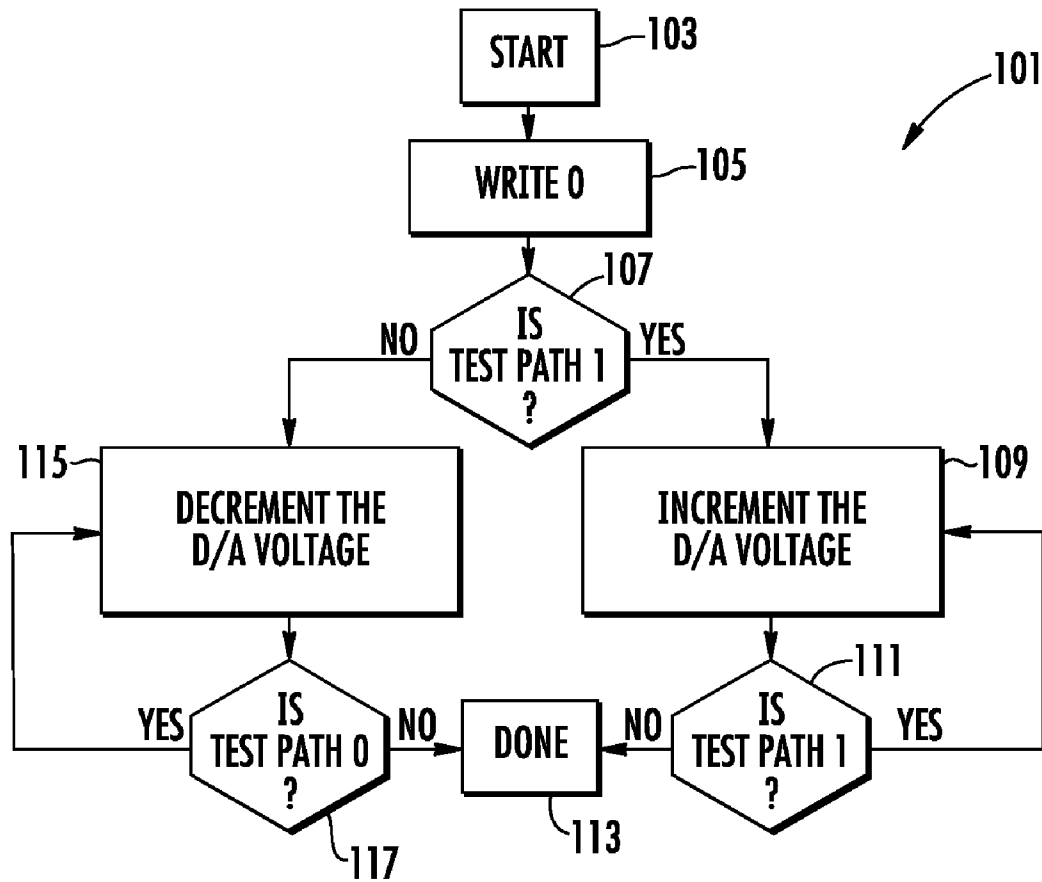 START
103
101
WRITE 0
105
107
IS
TEST PATH 1
?
NO
YES
115
DECREMENT THE
D/A VOLTAGE
109
INCREMENT THE
D/A VOLTAGE
IS
TEST PATH 0
?
YES
NO
117
DONE
113
111
IS
TEST PATH 1
?
NO
YES